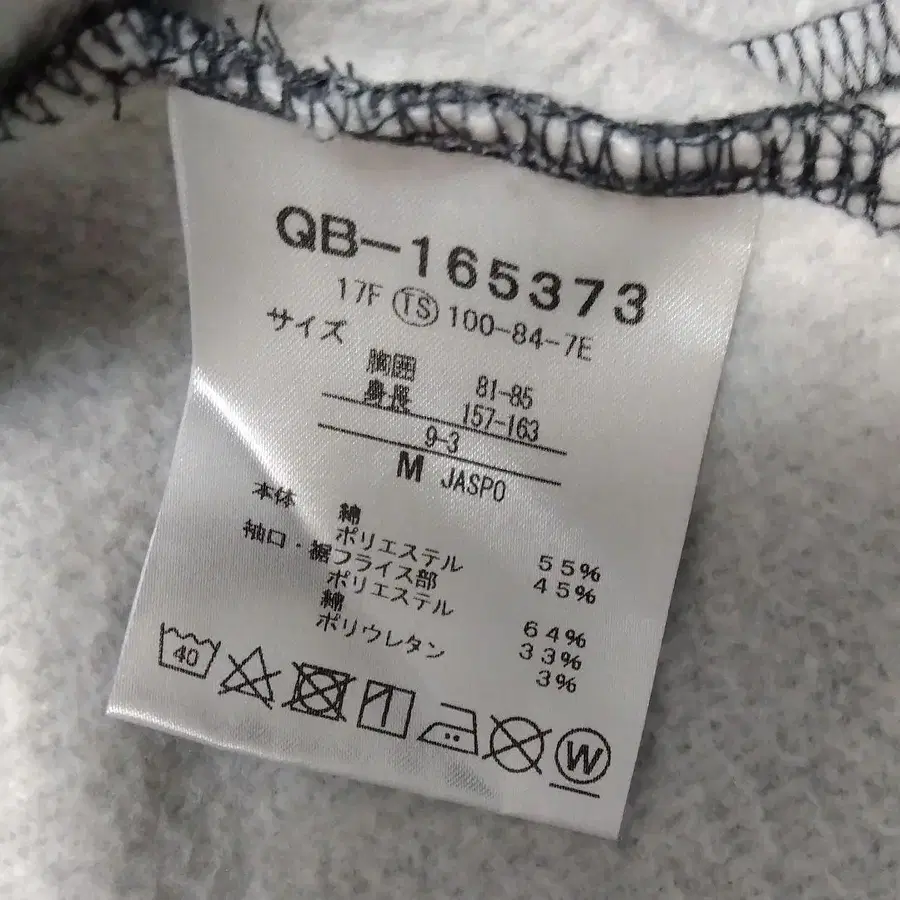 QB-165373
17F TS 100-84-7E
サイズ
胸囲 81-85
身長 157-163
9-3
M JASPO
本体 綿 55%
ポリエステル 45%
袖口・裾フライス部
ポリエステル 64%
綿 33%
ポリウレタン 3%
40
W